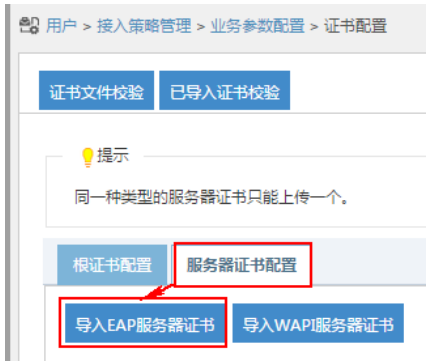 用户 > 接入策略管理 > 业务参数配置 > 证书配置
证书文件校验 已导入证书校验
提示
同一种类型的服务器证书只能上传一个。
根证书配置 服务器证书配置
导入EAP服务器证书 导入WAPI服务器证书